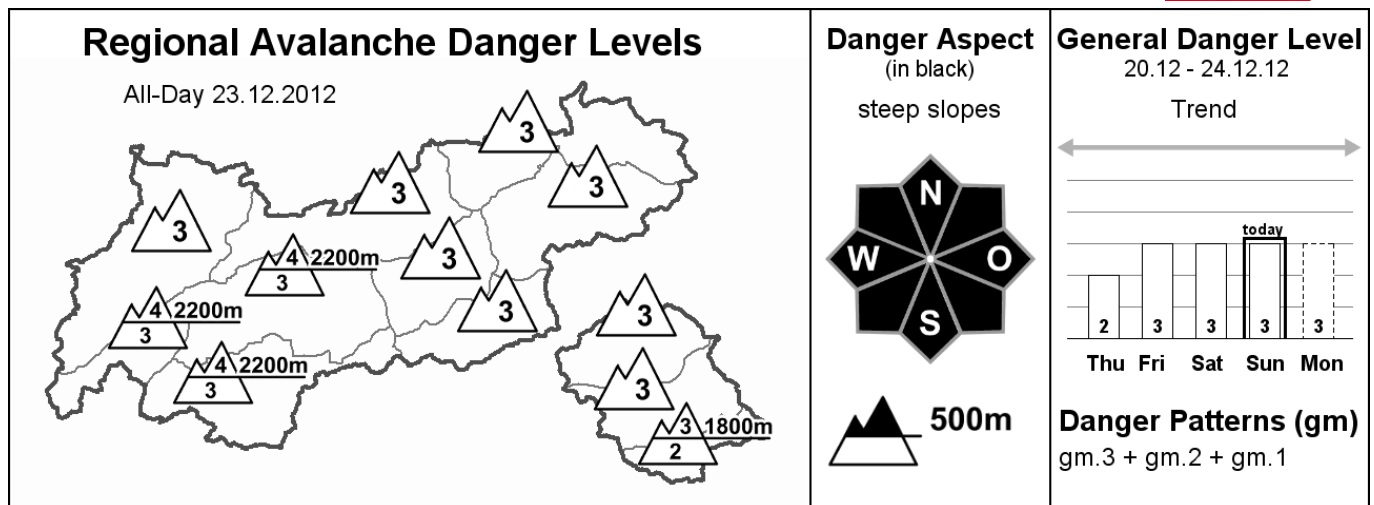 Regional Avalanche Danger Levels
All-Day 23.12.2012
3
3
3
3
3
4 2200m
3
3
4 2200m
3
3
4 2200m
3
3
3
3 1800m
2
Danger Aspect
(in black)
steep slopes
N
W O
S
500m
General Danger Level
20.12 - 24.12.12
Trend
today
2 3 3 3 3
Thu Fri Sat Sun Mon
Danger Patterns (gm)
gm.3 + gm.2 + gm.1